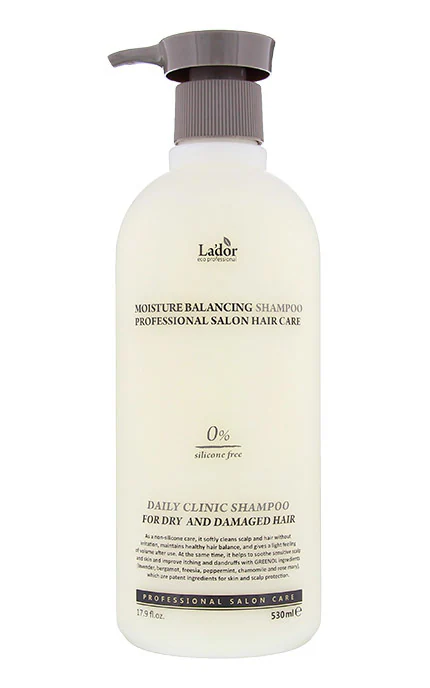 La'dor
eco professional
MOISTURE BALANCING SHAMPOO
PROFESSIONAL SALON HAIR CARE
0%
silicone free
DAILY CLINIC SHAMPOO
FOR DRY AND DAMAGED HAIR
As a non-silicone care, it softly cleans scalp and hair without
irritation, maintains healthy hair balance, and gives a light feeling
of volume after use. At the same time, it helps to soothe sensitive scalp
and skin and improve itching and dandruffs with GREENOL ingredients
(lavender, bergamot, freesia, peppermint, chamomile and rose mary),
which are patent ingredients for skin and scalp protection.
PROFESSIONAL SALON CARE
17.9 fl.oz. 530 ml ℮